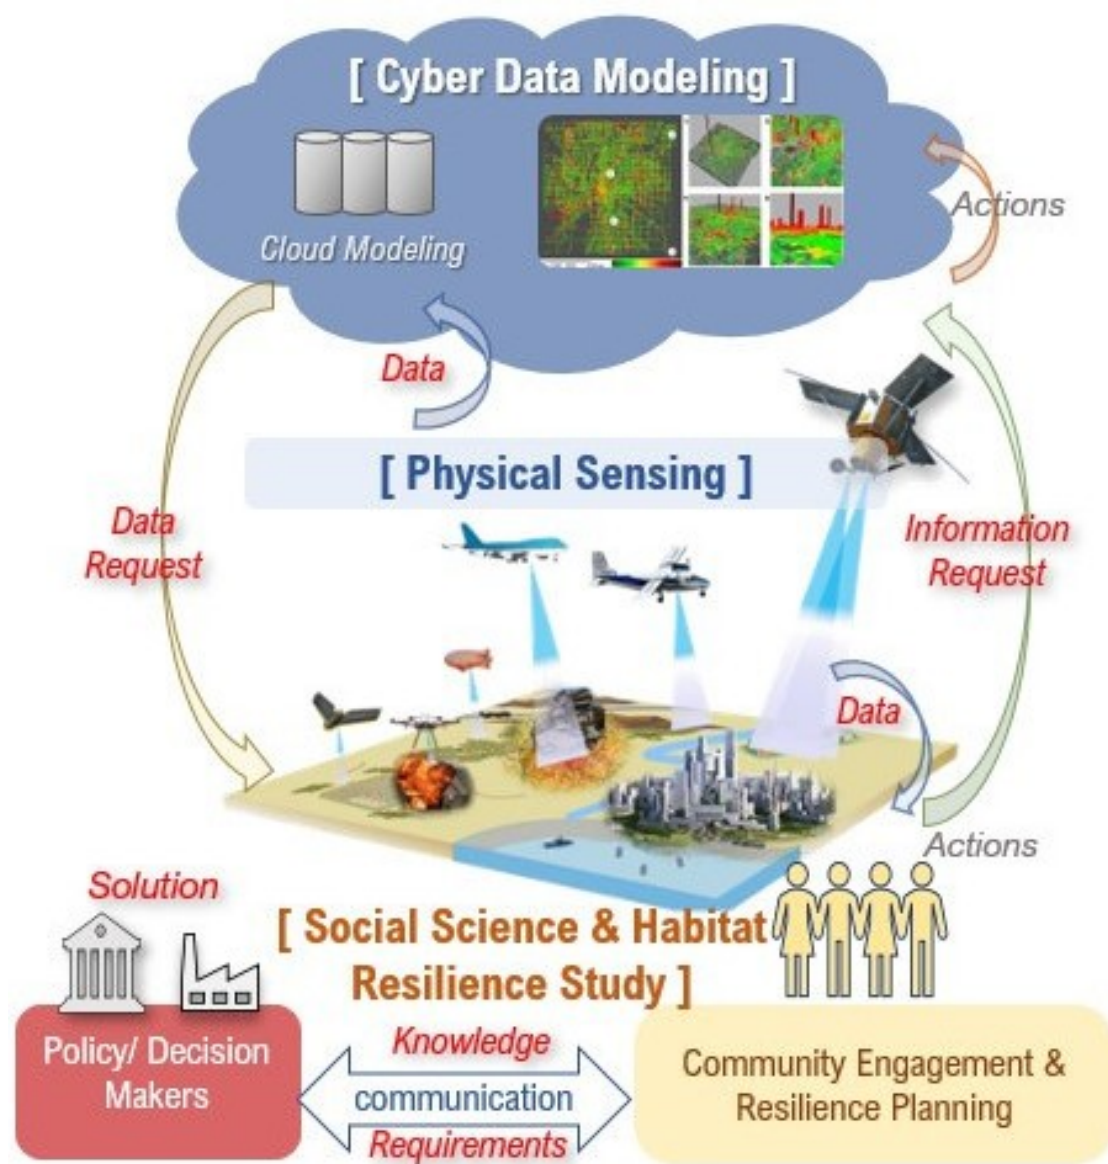 [ Cyber Data Modeling ]
Cloud Modeling
Actions
Data
[ Physical Sensing ]
Data
Request
Information
Request
Data
Actions
Solution
[ Social Science & Habitat
Resilience Study ]
Policy/ Decision
Makers
Knowledge
communication
Requirements
Community Engagement &
Resilience Planning